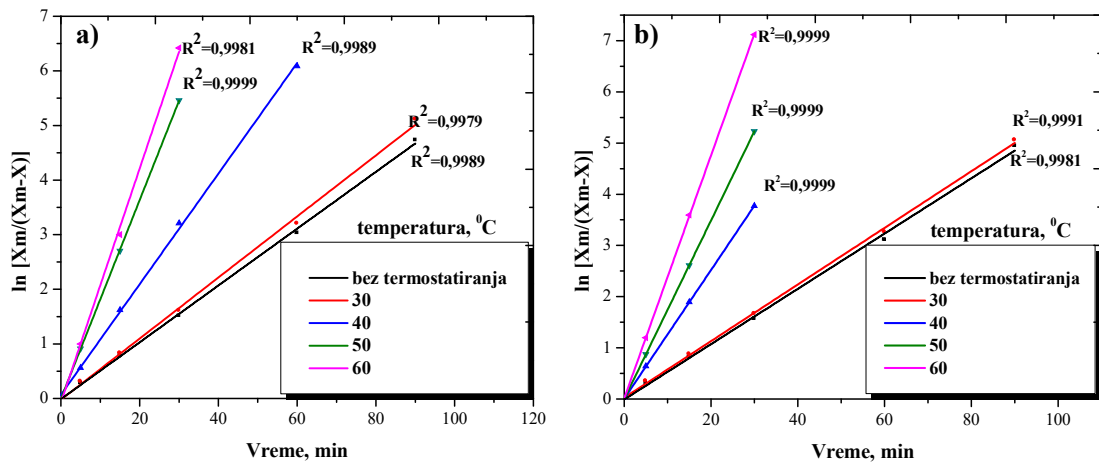 a)
ln [Xm/(Xm-X)]
7
6
5
4
3
2
1
0
R²=0,9981
R²=0,9999
R²=0,9989
R²=0,9979
R²=0,9989
temperatura, ⁰C
bez termostatiranja
30
40
50
60
0 20 40 60 80 100 120
Vreme, min
b)
ln [Xm/(Xm-X)]
7
6
5
4
3
2
1
0
R²=0,9999
R²=0,9999
R²=0,9999
R²=0,9991
R²=0,9981
temperatura, ⁰C
bez termostatiranja
30
40
50
60
0 20 40 60 80 100
Vreme, min